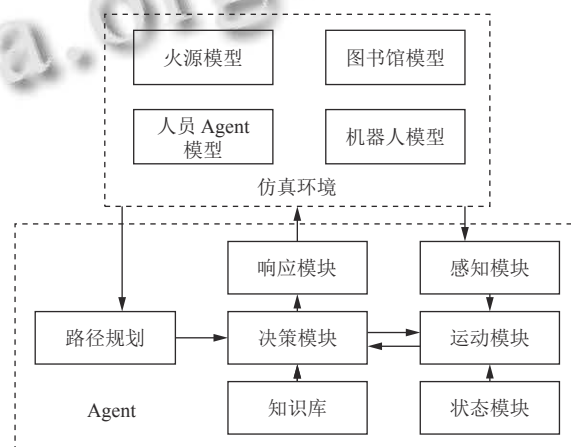 a.org
火源模型
图书馆模型
人员 Agent
模型
机器人模型
仿真环境
响应模块
感知模块
路径规划
决策模块
运动模块
Agent
知识库
状态模块